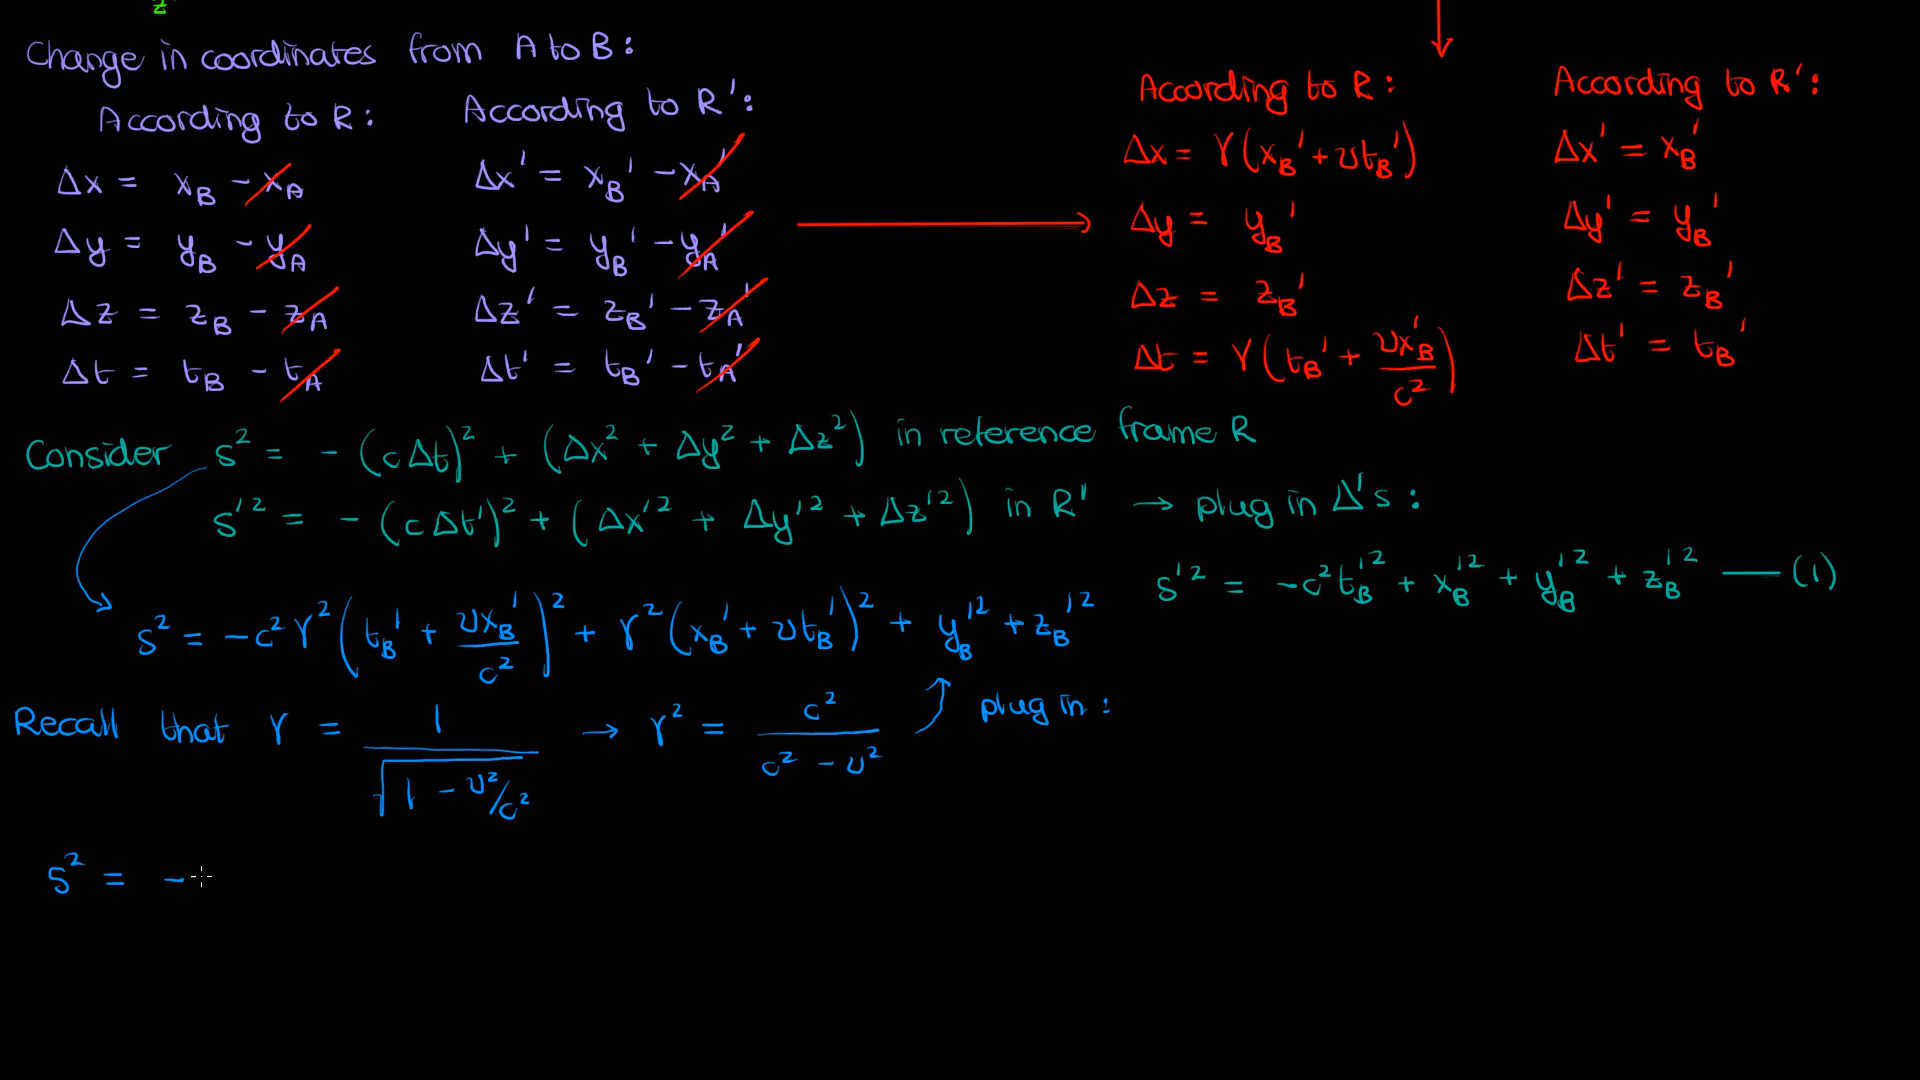 z
Change in coordinates from A to B:
According to R: According to R':
Δx = x_B − x_A Δx' = x_B' − x_A'
Δy = y_B − y_A Δy' = y_B' − y_A'
Δz = z_B − z_A Δz' = z_B' − z_A'
Δt = t_B − t_A Δt' = t_B' − t_A'
According to R: According to R':
Δx = γ(x_B' + vt_B') Δx' = x_B'
Δy = y_B' Δy' = y_B'
Δz = z_B' Δz' = z_B'
Δt = γ(t_B' + vx_B'/c²) Δt' = t_B'
Consider s² = −(cΔt)² + (Δx² + Δy² + Δz²) in reference frame R
s'² = −(cΔt')² + (Δx'² + Δy'² + Δz'²) in R' → plug in Δ's:
s'² = −c²t_B'² + x_B'² + y_B'² + z_B'² — (1)
s² = −c²γ²(t_B' + vx_B'/c²)² + γ²(x_B' + vt_B')² + y_B'² + z_B'²
Recall that γ = 1/√(1 − v²/c²) → γ² = c²/(c² − v²) plug in:
s² = −